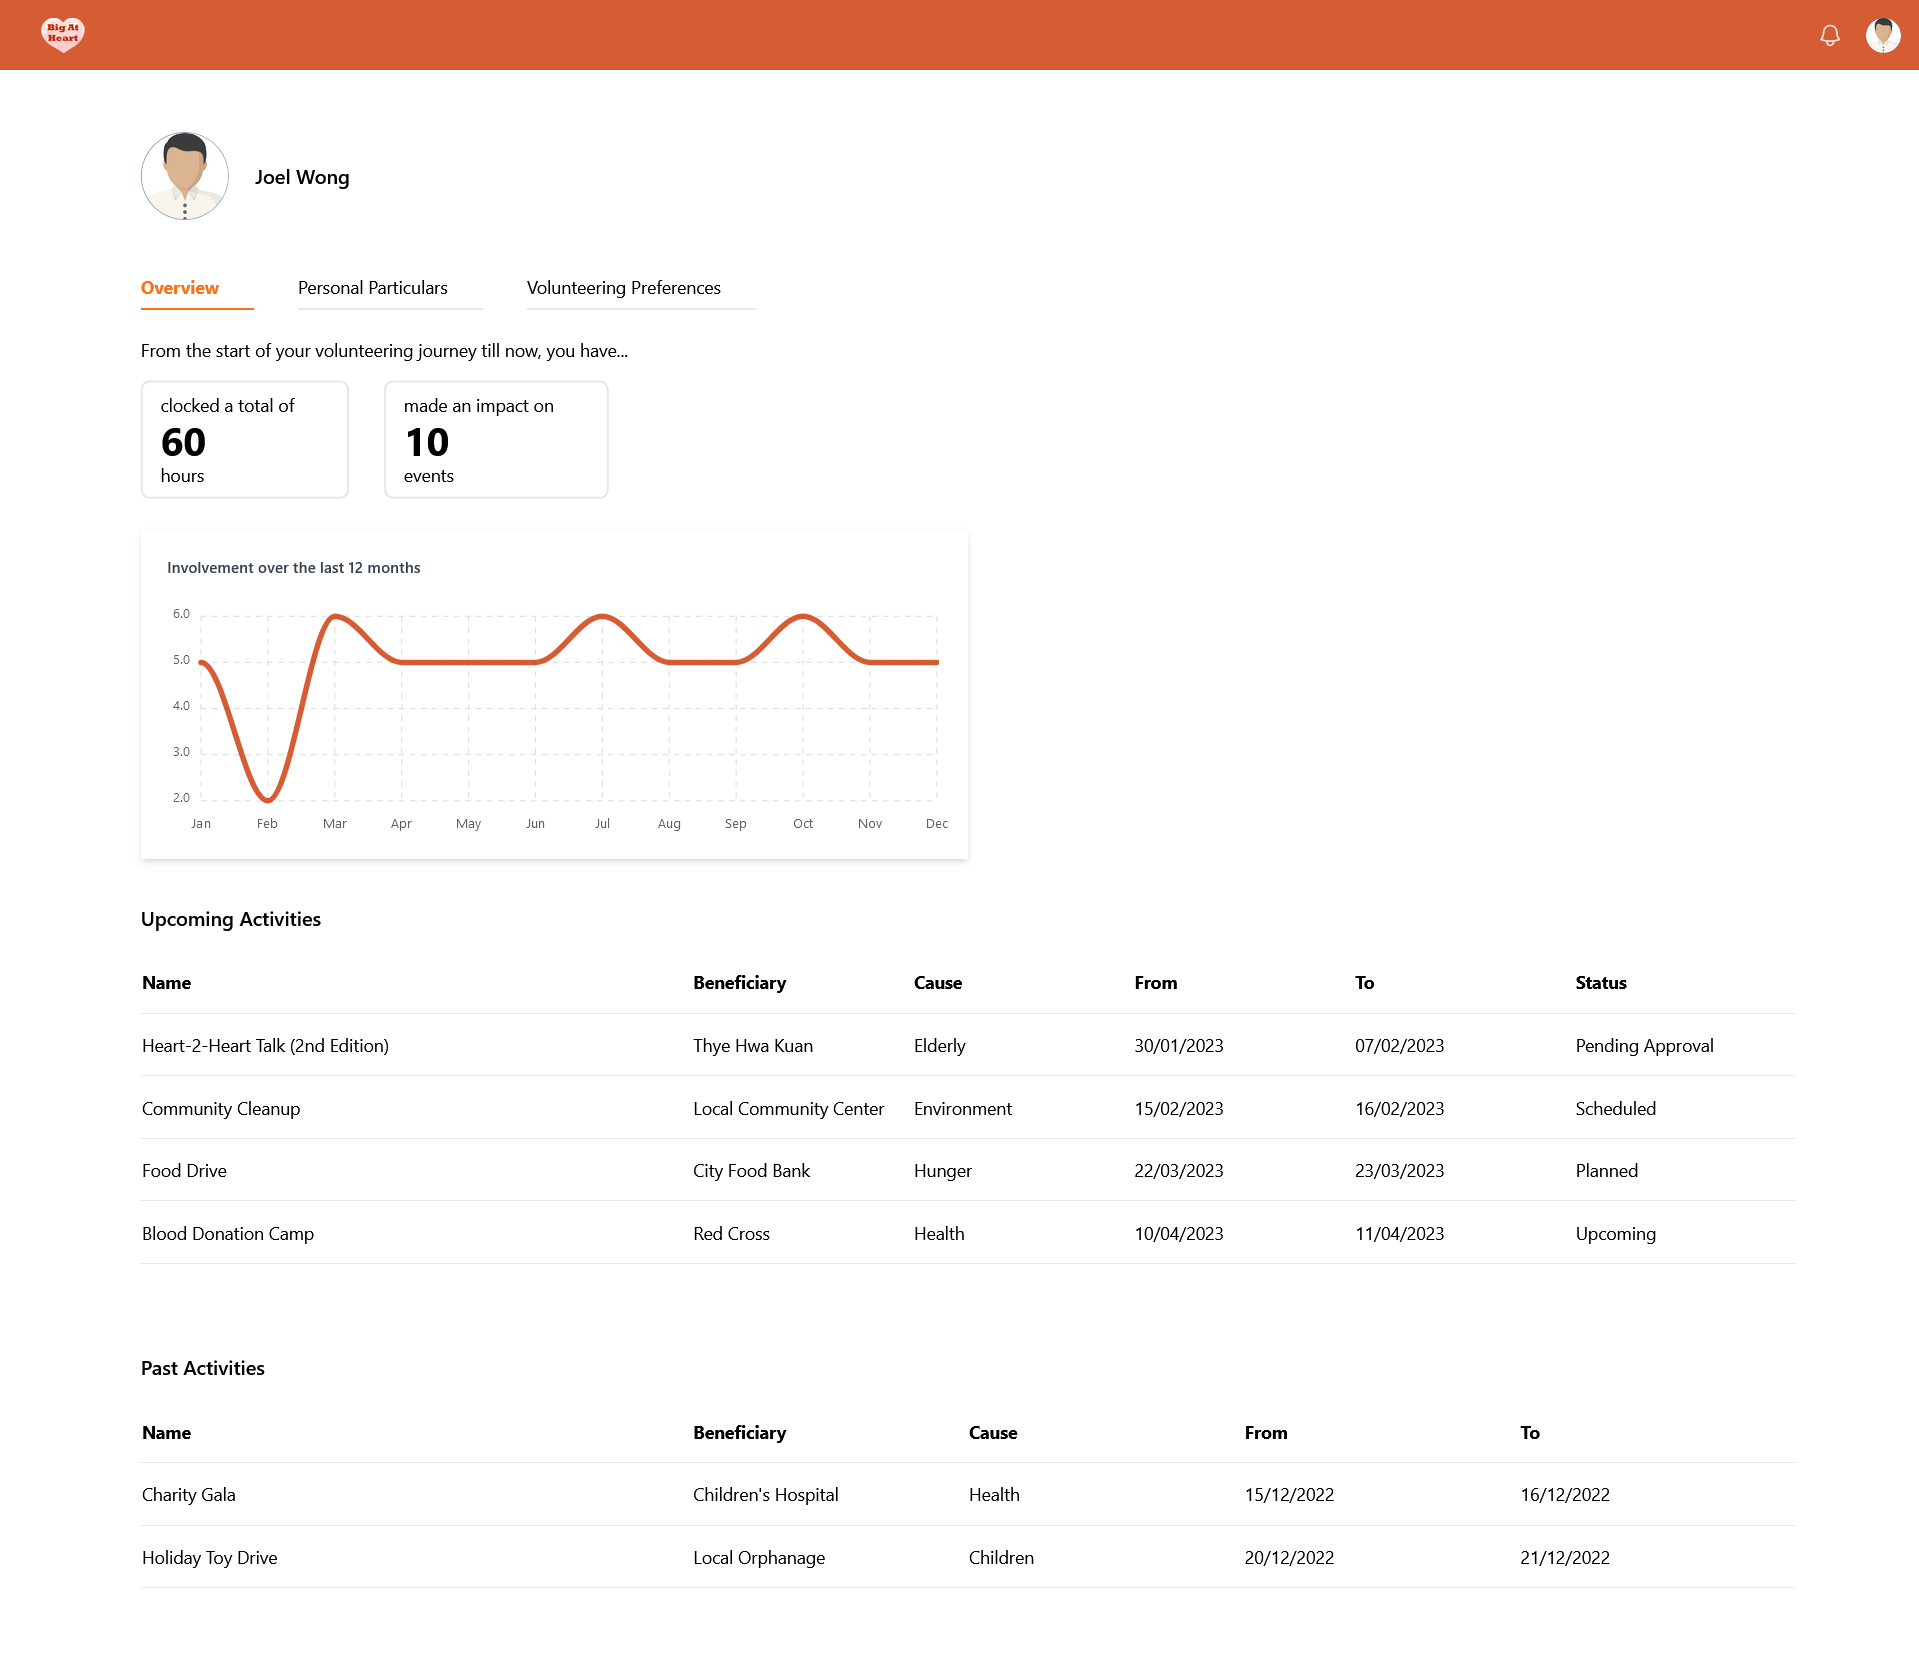 Big At
Heart
Joel Wong
Overview Personal Particulars Volunteering Preferences
From the start of your volunteering journey till now, you have...
clocked a total of
60
hours
made an impact on
10
events
Involvement over the last 12 months
6.0
5.0
4.0
3.0
2.0
Jan Feb Mar Apr May Jun Jul Aug Sep Oct Nov Dec
Upcoming Activities
Name Beneficiary Cause From To Status
Heart-2-Heart Talk (2nd Edition) Thye Hwa Kuan Elderly 30/01/2023 07/02/2023 Pending Approval
Community Cleanup Local Community Center Environment 15/02/2023 16/02/2023 Scheduled
Food Drive City Food Bank Hunger 22/03/2023 23/03/2023 Planned
Blood Donation Camp Red Cross Health 10/04/2023 11/04/2023 Upcoming
Past Activities
Name Beneficiary Cause From To
Charity Gala Children's Hospital Health 15/12/2022 16/12/2022
Holiday Toy Drive Local Orphanage Children 20/12/2022 21/12/2022